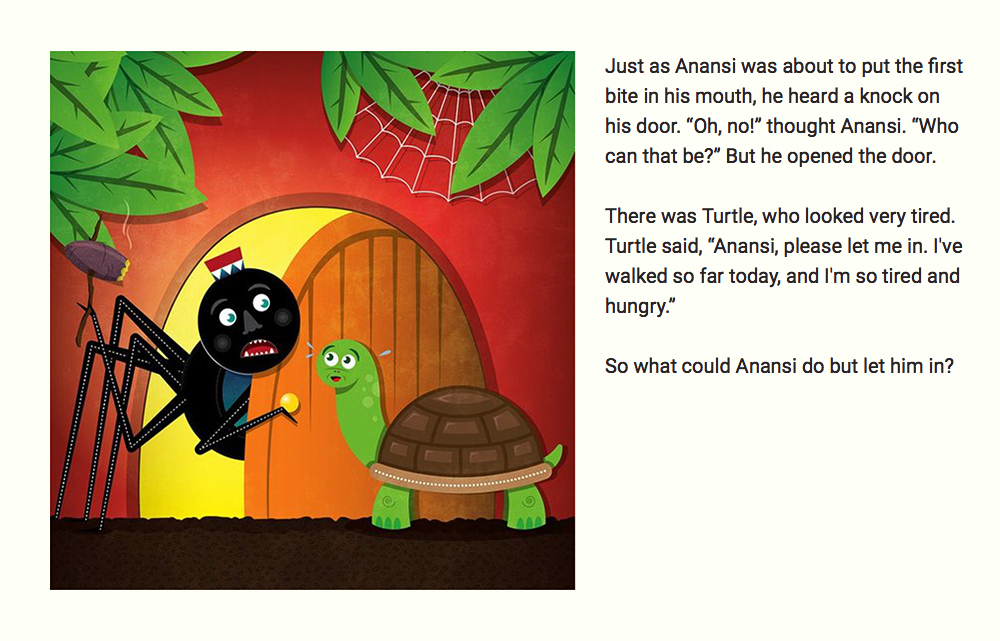 Just as Anansi was about to put the first
bite in his mouth, he heard a knock on
his door. “Oh, no!” thought Anansi. “Who
can that be?” But he opened the door.
There was Turtle, who looked very tired.
Turtle said, “Anansi, please let me in. I've
walked so far today, and I'm so tired and
hungry.”
So what could Anansi do but let him in?